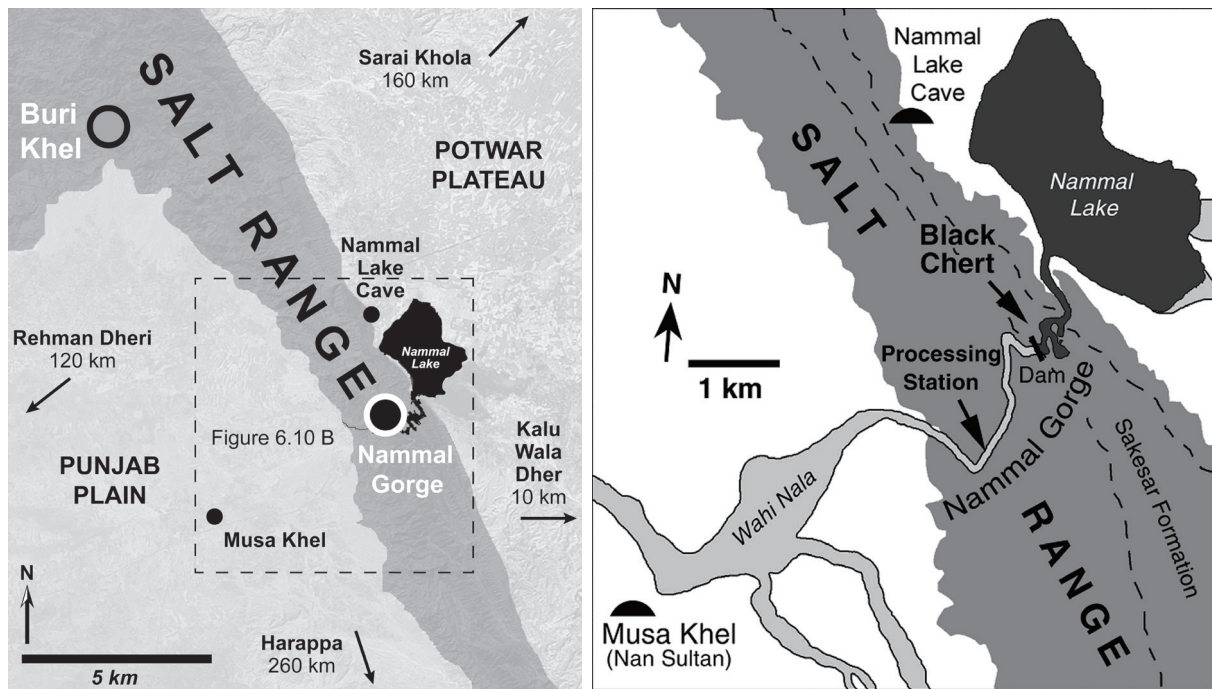 Sarai Khola
160 km
SALT RANGE
Buri
Khel
POTWAR
PLATEAU
Nammal
Lake
Cave
Nammal
Lake
Rehman Dheri
120 km
Figure 6.10 B
Nammal
Gorge
Kalu
Wala
Dher
10 km
PUNJAB
PLAIN
Musa Khel
N
Harappa
260 km
5 km
Nammal
Lake
Cave
SALT
Nammal
Lake
Black
Chert
N
1 km
Processing
Station
Dam
Nammal Gorge
Sakesar Formation
Wahi Nala
RANGE
Musa Khel
(Nan Sultan)